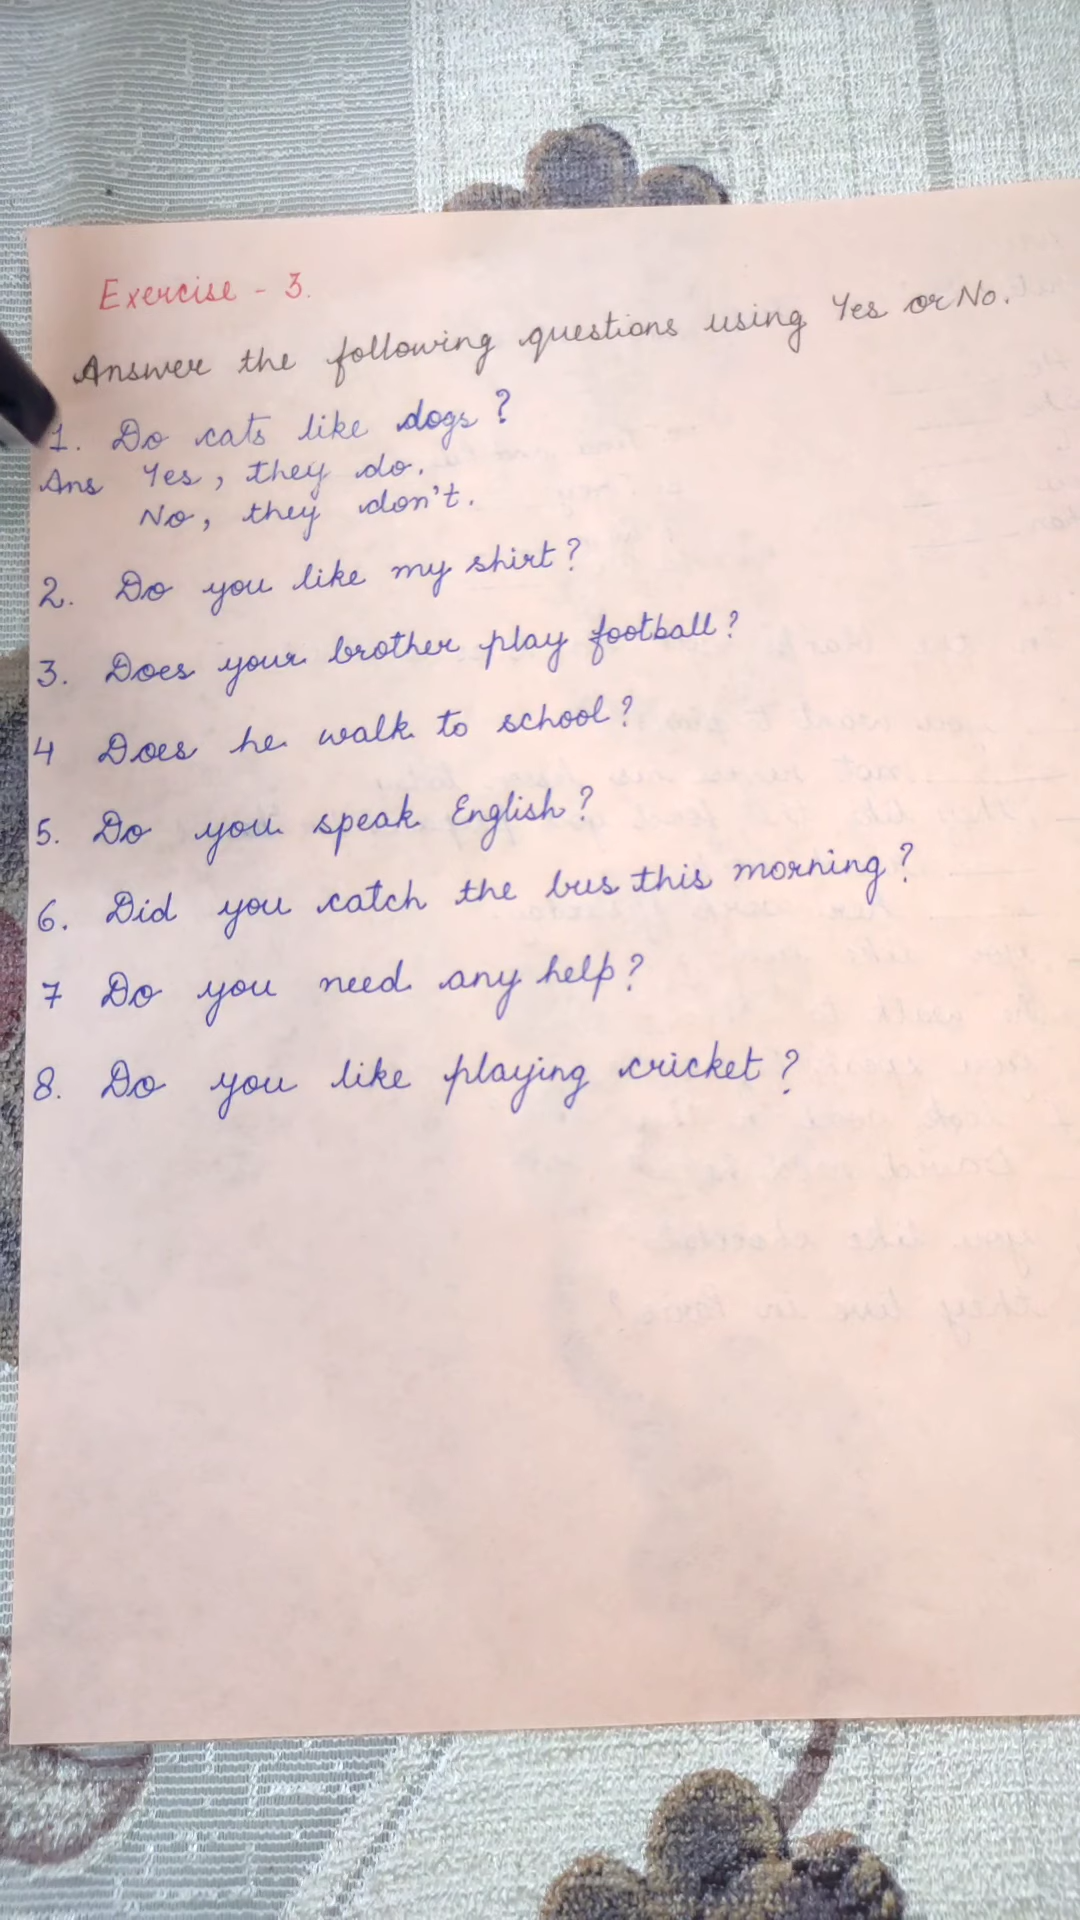 Exercise - 3.
Answer the following questions using Yes or No.
1. Do cats like dogs?
Ans Yes, they do.
No, they don't.
2. Do you like my shirt?
3. Does your brother play football?
4 Does he walk to school?
5. Do you speak English?
6. Did you catch the bus this morning?
7 Do you need any help?
8. Do you like playing cricket?